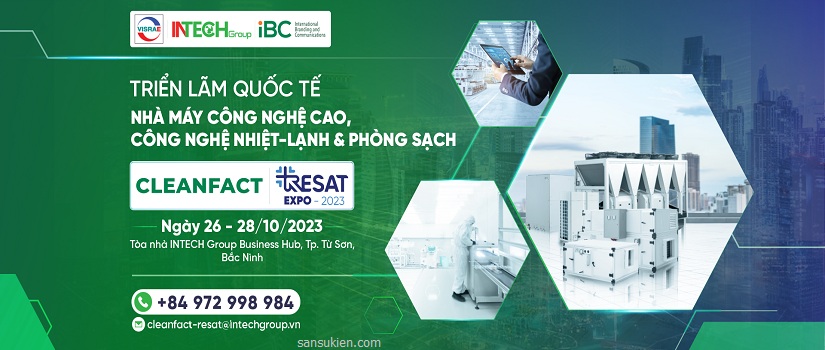 VISRAE
INTECH Group
iBC International Branding and Communications
TRIỂN LÃM QUỐC TẾ
NHÀ MÁY CÔNG NGHỆ CAO,
CÔNG NGHỆ NHIỆT-LẠNH & PHÒNG SẠCH
CLEANFACT
RESAT
EXPO - 2023
Ngày 26 - 28/10/2023
Tòa nhà INTECH Group Business Hub, Tp. Từ Sơn,
Bắc Ninh
+84 972 998 984
cleanfact-resat@intechgroup.vn
sansukien.com